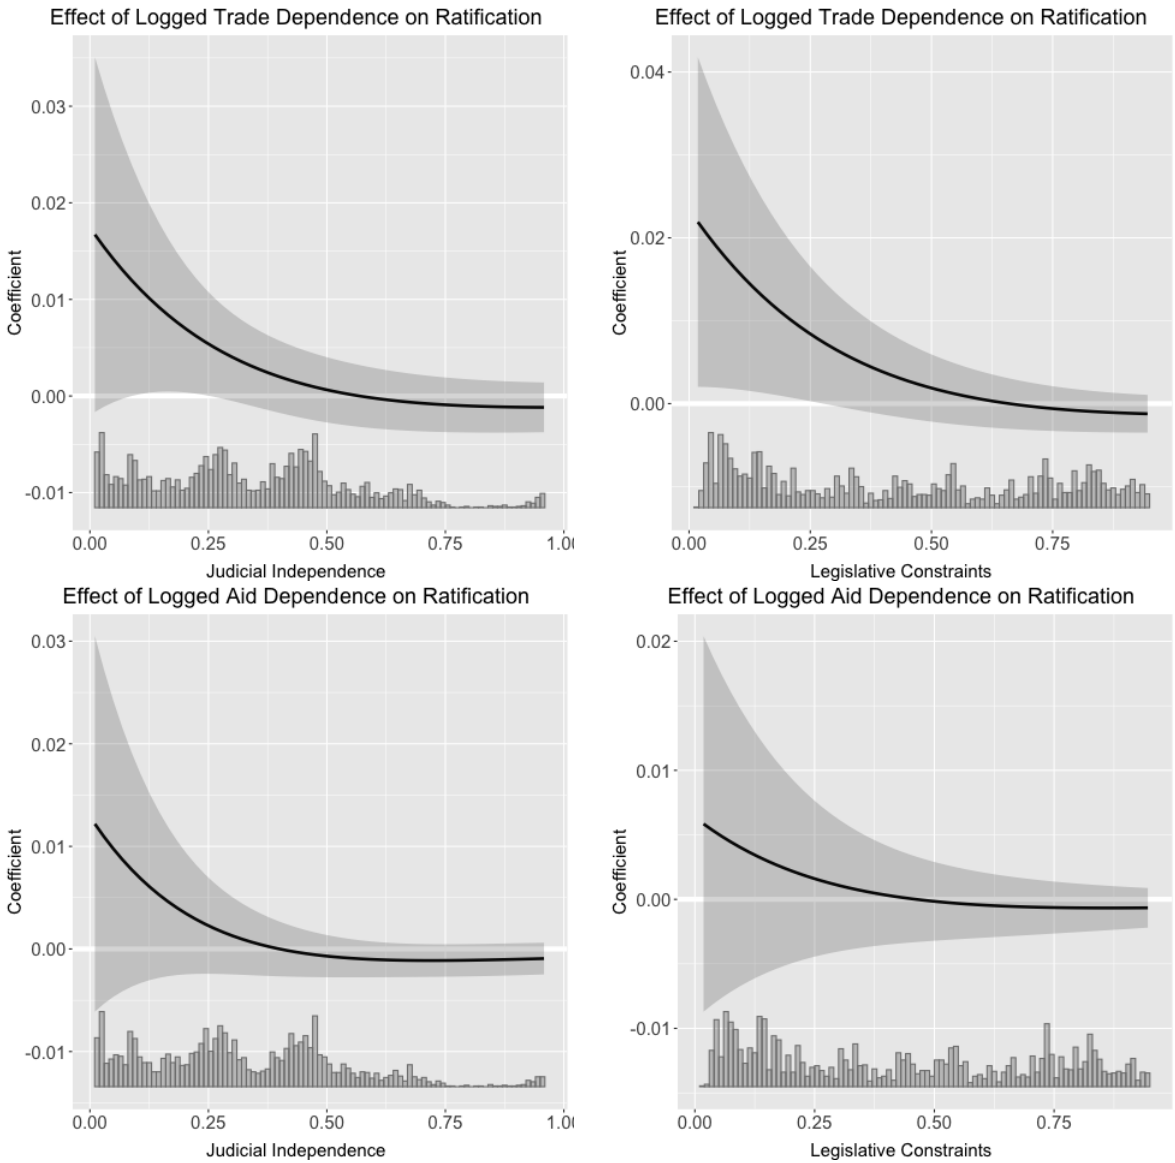 Effect of Logged Trade Dependence on Ratification
0.03
0.02
0.01
0.00
-0.01
Coefficient
0.00 0.25 0.50 0.75 1.0(
Judicial Independence
Effect of Logged Trade Dependence on Ratification
0.04
0.02
0.00
Coefficient
0.00 0.25 0.50 0.75
Legislative Constraints
Effect of Logged Aid Dependence on Ratification
0.03
0.02
0.01
0.00
-0.01
Coefficient
0.00 0.25 0.50 0.75 1.0(
Judicial Independence
Effect of Logged Aid Dependence on Ratification
0.02
0.01
0.00
-0.01
Coefficient
0.00 0.25 0.50 0.75
Legislative Constraints